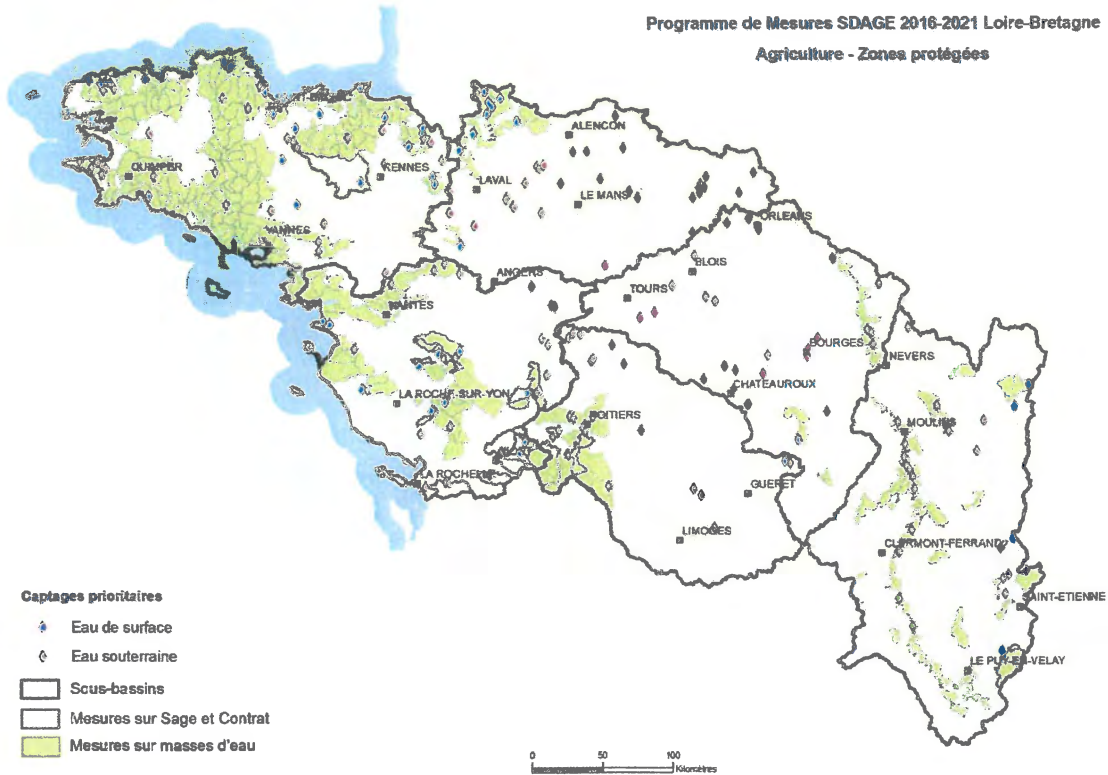 Programme de Mesures SDAGE 2016-2021 Loire-Bretagne
Agriculture - Zones protégées
ALENCON
QUIMPER
RENNES
LAVAL
LE MANS
ORLEANS
VANNES
ANGERS
BLOIS
TOURS
NANTES
BOURGES
NEVERS
CHATEAUROUX
LA ROCHE-SUR-YON
POITIERS
MOULINS
LA ROCHELLE
GUERET
LIMOGES
CLERMONT-FERRAND
SAINT-ETIENNE
LE PUY-EN-VELAY
Captages prioritaires
Eau de surface
Eau souterraine
Sous-bassins
Mesures sur Sage et Contrat
Mesures sur masses d'eau
0 50 100
Kilomètres